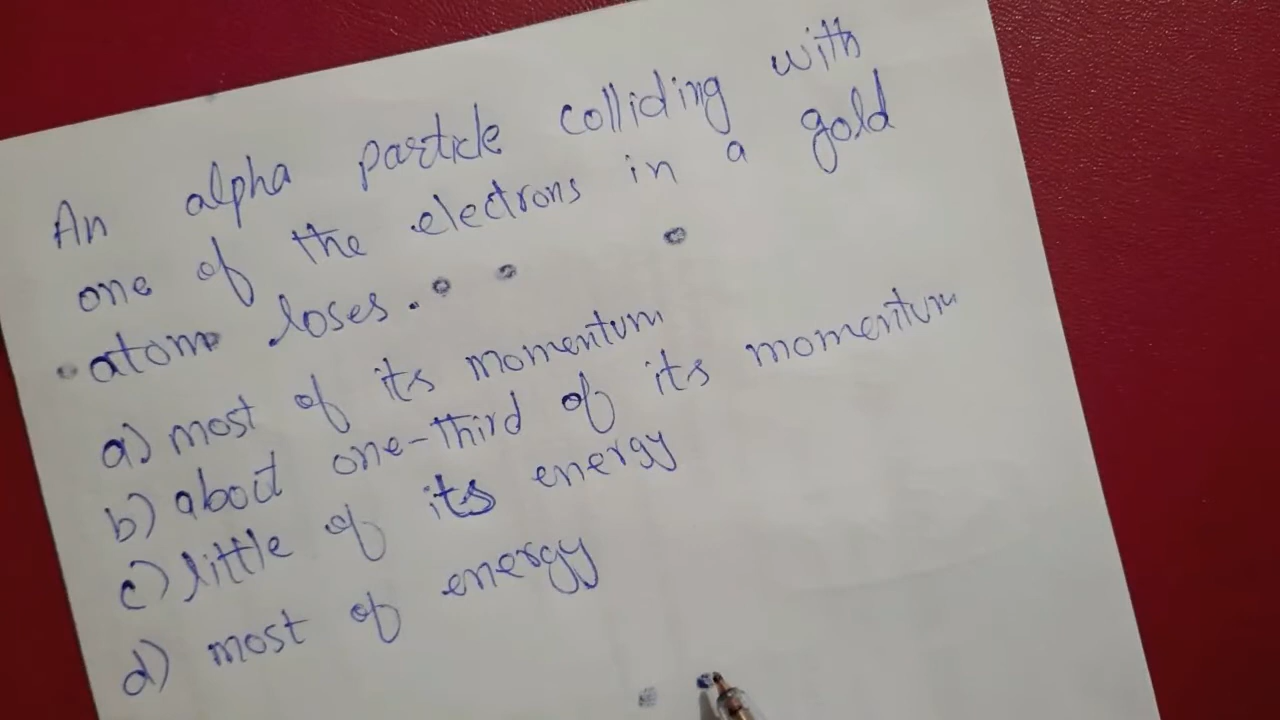 An alpha particle colliding with
one of the electrons in a gold
atom loses...
a) most of its momentum
b) about one-third of its momentum
c) little of its energy
d) most of energy